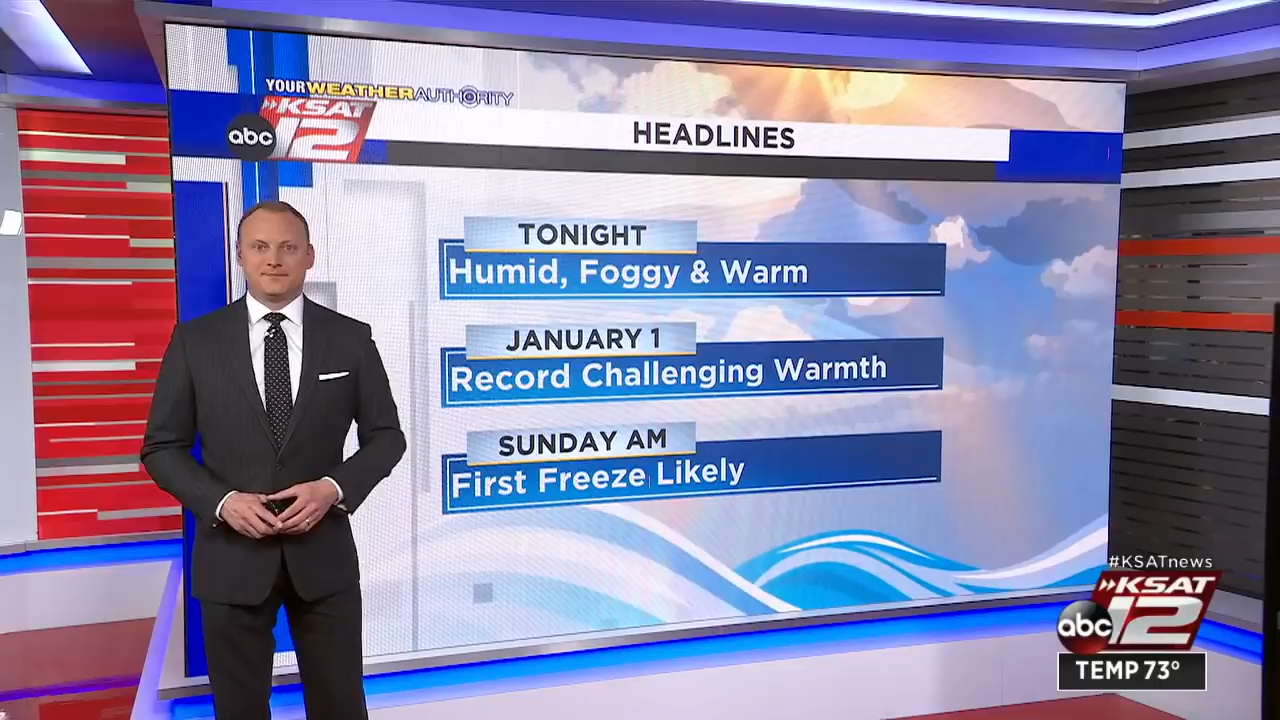 YOUR WEATHER AUTHORITY
abc KSAT 12
HEADLINES
TONIGHT
Humid, Foggy & Warm
JANUARY 1
Record Challenging Warmth
SUNDAY AM
First Freeze Likely
#KSATnews
abc KSAT 12
TEMP 73°